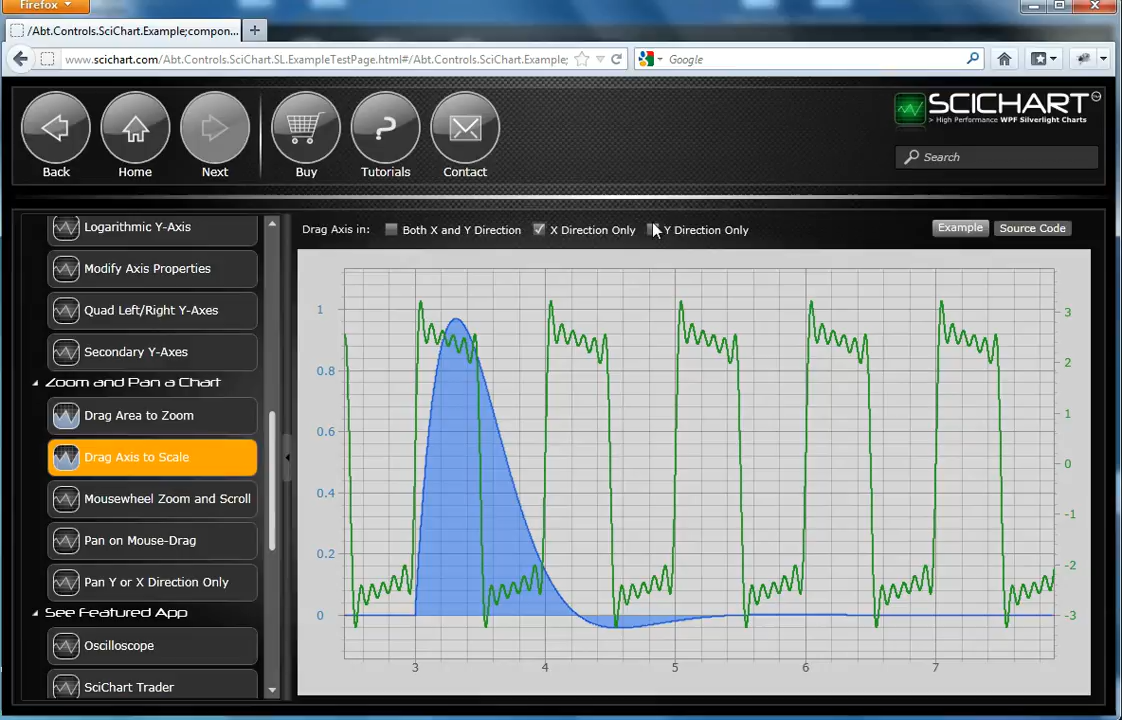 Firefox
/Abt.Controls.SciChart.Example;compon...
www.scichart.com/Abt.Controls.SciChart.SL.ExampleTestPage.html#/Abt.Controls.SciChart.Example;
Google
Back
Home
Next
Buy
Tutorials
Contact
SCICHART
> High Performance WPF Silverlight Charts
Search
Logarithmic Y-Axis
Modify Axis Properties
Quad Left/Right Y-Axes
Secondary Y-Axes
Zoom and Pan a Chart
Drag Area to Zoom
Drag Axis to Scale
Mousewheel Zoom and Scroll
Pan on Mouse-Drag
Pan Y or X Direction Only
See Featured App
Oscilloscope
SciChart Trader
Drag Axis in: Both X and Y Direction X Direction Only Y Direction Only
Example
Source Code
1
0.8
0.6
0.4
0.2
0
3
2
1
0
-1
-2
-3
3 4 5 6 7